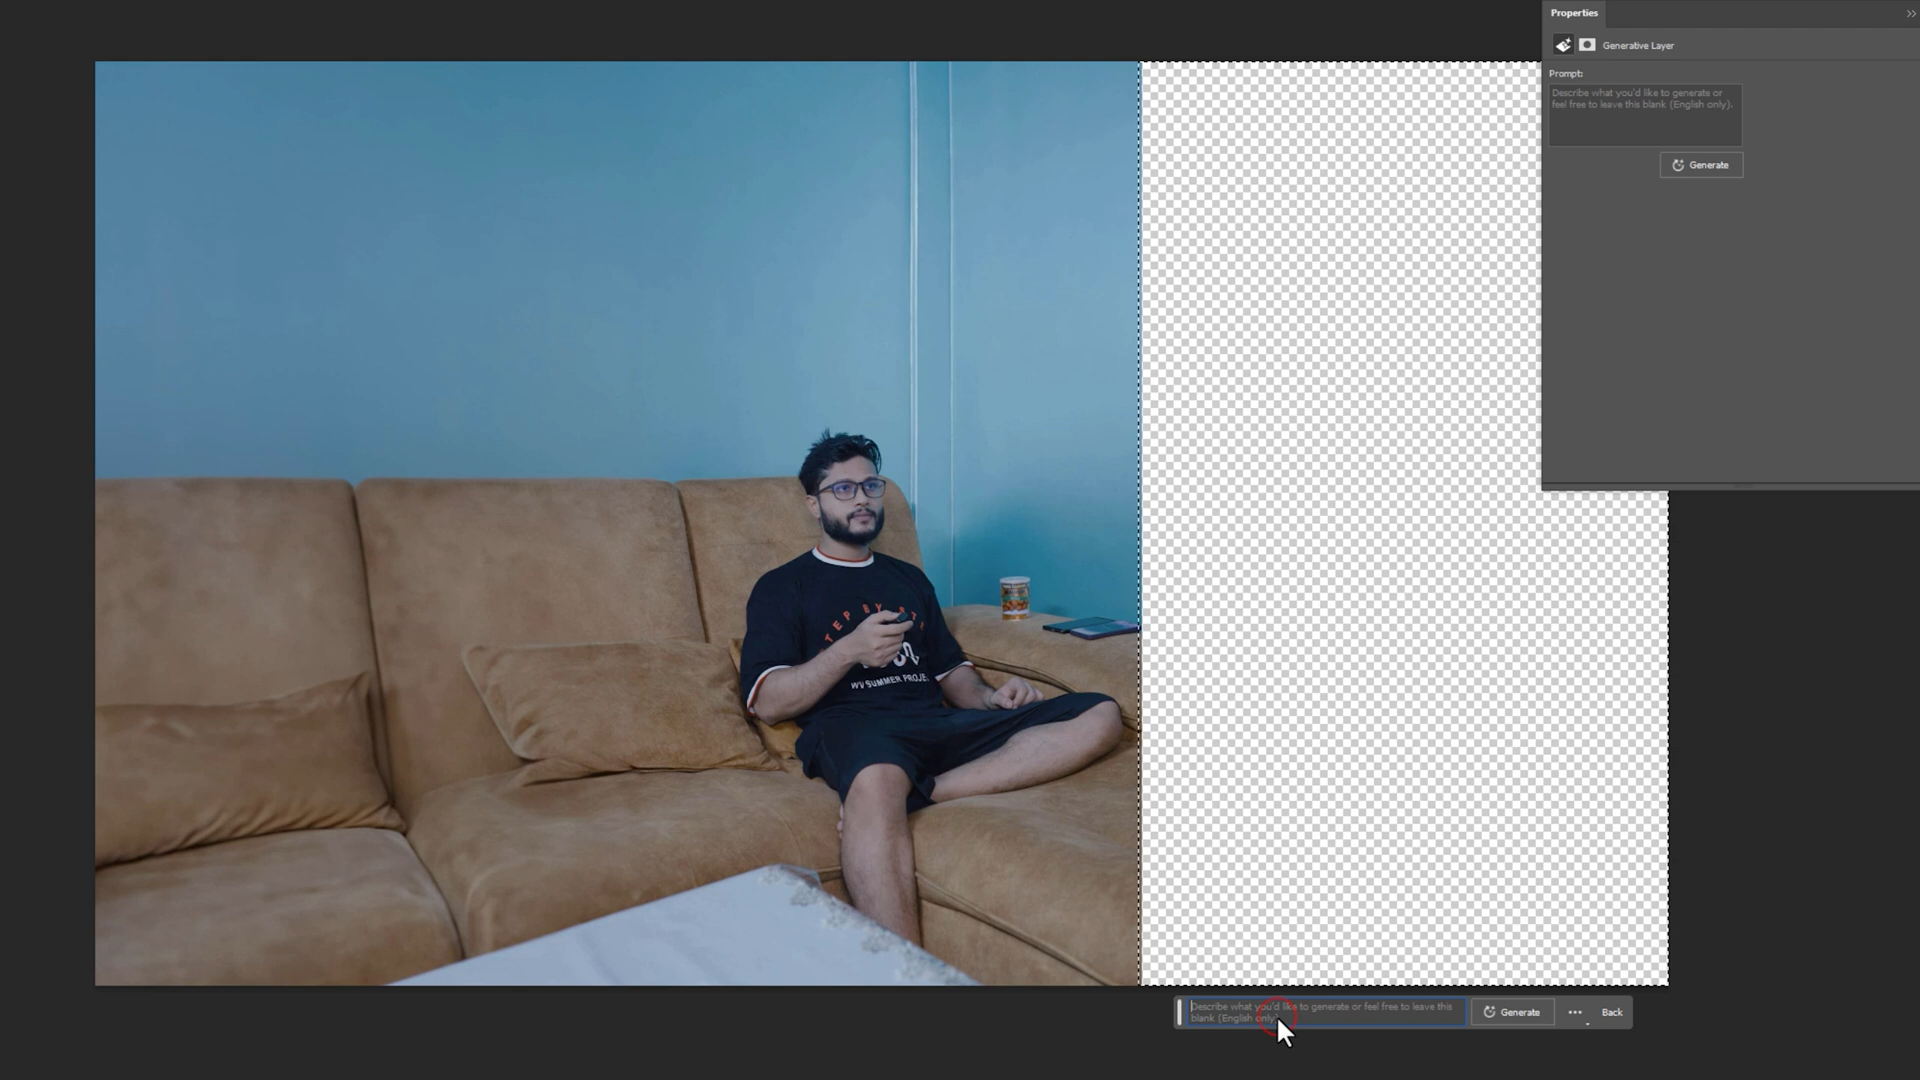 Properties
Generative Layer
Prompt:
Describe what you'd like to generate or
feel free to leave this blank (English only).
Generate
WV SUMMER PROJE
Describe what you'd like to generate or feel free to leave this
blank (English only).
Generate
Back